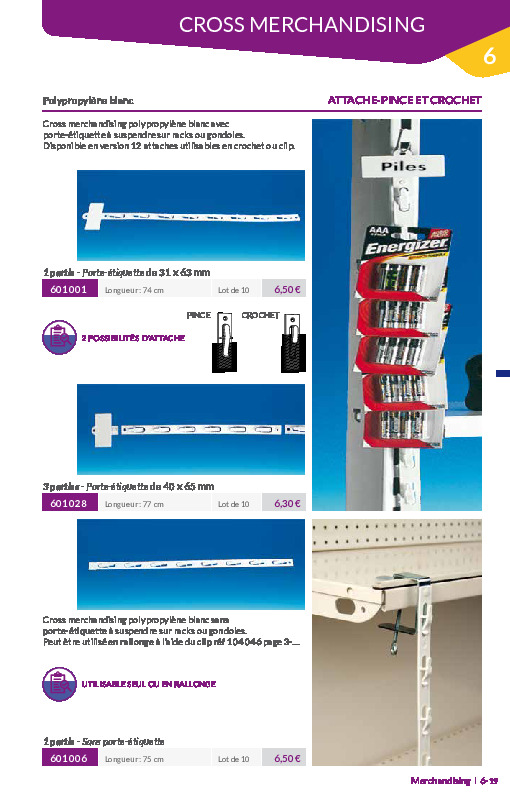 CROSS MERCHANDISING
6
Polypropylène blanc
ATTACHE-PINCE ET CROCHET
Cross merchandising polypropylène blanc avec
porte-étiquette à suspendre sur racks ou gondoles.
Disponible en version 12 attaches utilisables en crochet ou clip.
Piles
AAA
Energizer
1 partie - Porte-étiquette de 31 x 63 mm
601001 Longueur : 74 cm Lot de 10 6,50 €
PINCE CROCHET
2 POSSIBILITÉS D'ATTACHE
3 parties - Porte-étiquette de 40 x 65 mm
601028 Longueur : 77 cm Lot de 10 6,30 €
Cross merchandising polypropylène blanc sans
porte-étiquette à suspendre sur racks ou gondoles.
Peut être utilisé en rallonge à l'aide du clip réf 104046 page 3-...
UTILISABLE SEUL OU EN RALLONGE
1 partie - Sans porte-étiquette
601006 Longueur : 75 cm Lot de 10 6,50 €
Merchandising | 6-19